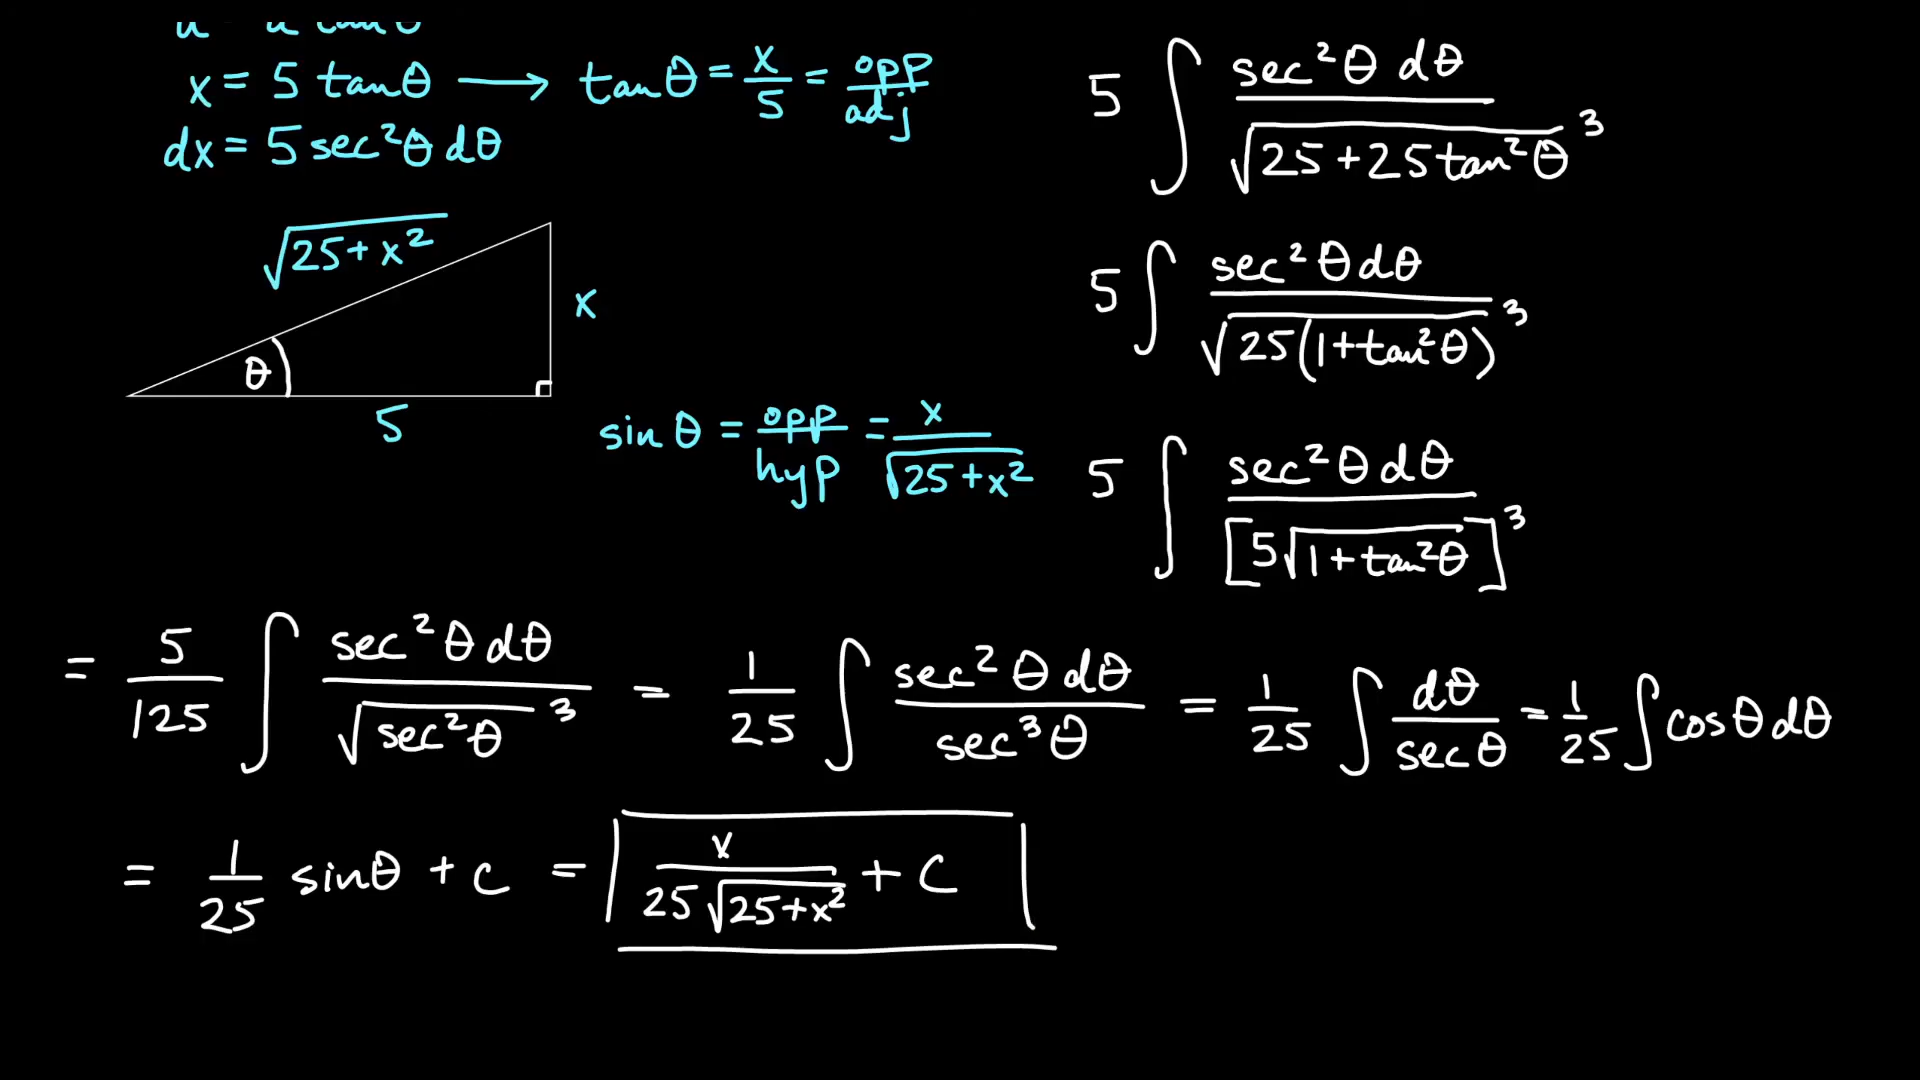 x = 5 tanθ ⟶ tanθ = x/5 = opp/adj
dx = 5 sec²θ dθ
√(25+x²)
x
θ
5
sin θ = opp/hyp = x/√(25+x²)
5 ∫ sec²θ dθ / √(25+25tan²θ)³
5 ∫ sec²θ dθ / √(25(1+tan²θ))³
5 ∫ sec²θ dθ / [5√(1+tan²θ)]³
= 5/125 ∫ sec²θ dθ / √(sec²θ)³ = 1/25 ∫ sec²θ dθ / sec³θ = 1/25 ∫ dθ/secθ = 1/25 ∫ cosθ dθ
= 1/25 sinθ + c = x/(25√(25+x²)) + C